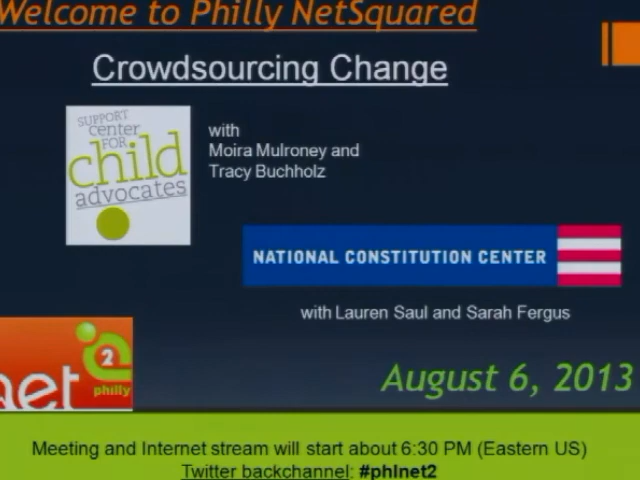 Welcome to Philly NetSquared
Crowdsourcing Change
SUPPORT
center
FOR
child
advocates
with
Moira Mulroney and
Tracy Buchholz
NATIONAL CONSTITUTION CENTER
with Lauren Saul and Sarah Fergus
net 2
philly
August 6, 2013
Meeting and Internet stream will start about 6:30 PM (Eastern US)
Twitter backchannel: #phlnet2